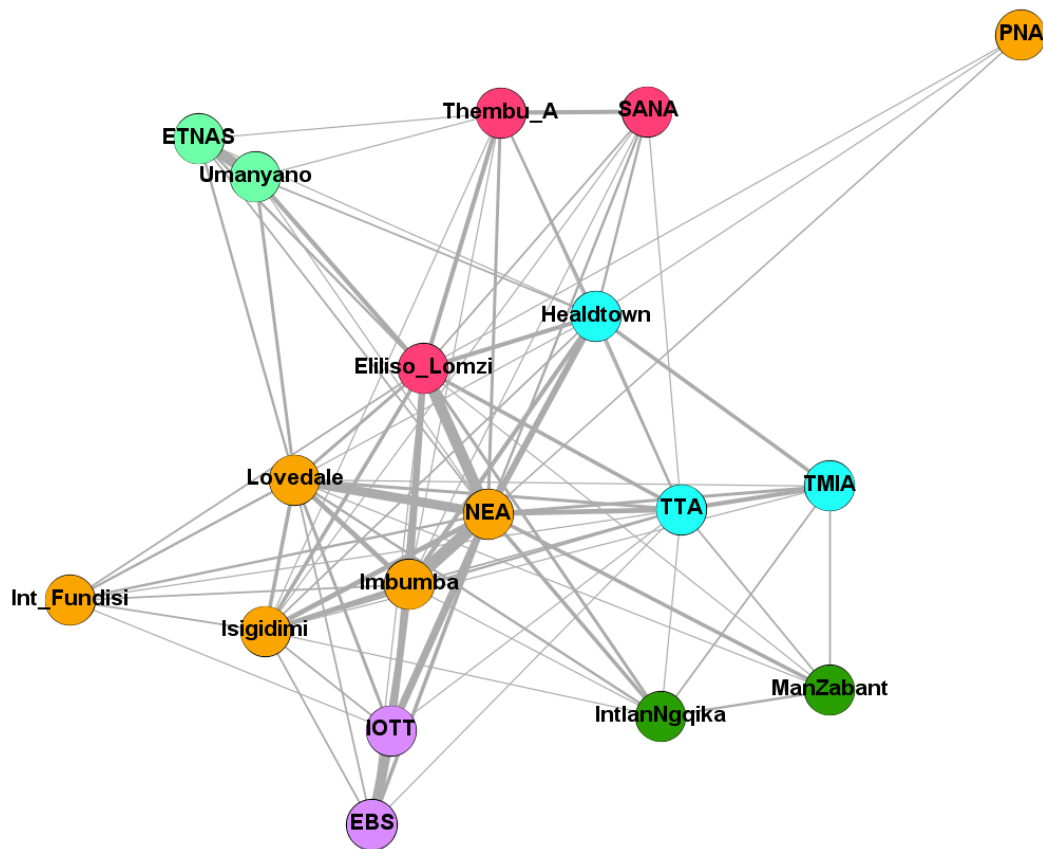 PNA
Thembu_A
SANA
ETNAS
Umanyano
Healdtown
Eliliso_Lomzi
Lovedale
NEA
TTA
TMIA
Int_Fundisi
Imbumba
Isigidimi
ManZabant
IntlanNgqika
IOTT
EBS